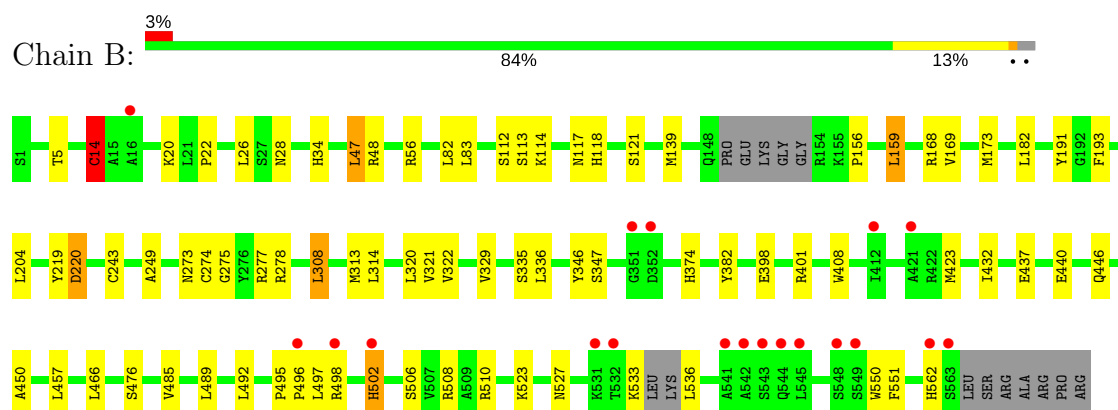 3%
Chain B:
84% 13% • •
S1 T5 C14 A15 A16 K20 L21 P22 L26 S27 N28 H34 L47 R48 R56 L82 L83 S112 S113 K114 N117 H118 S121 M139 Q148 PRO GLU LYS GLY GLY R154 K155 P156 L159 R168 V169 M173 L182 Y191 G192 F193
L204 Y219 D220 C243 A249 N273 C274 G275 Y276 R277 R278 L308 M313 L314 L320 V321 V322 V329 S335 L336 Y346 S347 G351 D352 H374 Y382 E398 R401 W408 I412 A421 R422 M423 I432 E437 E440 Q446
A450 L457 L466 S476 V485 L489 L492 P495 P496 L497 R498 H502 S506 V507 R508 A509 R510 K523 N527 K531 T532 K533 LEU LYS L536 A541 A542 S543 Q544 L545 S548 S549 W550 F551 H562 S563 LEU SER ARG ALA ARG PRO ARG